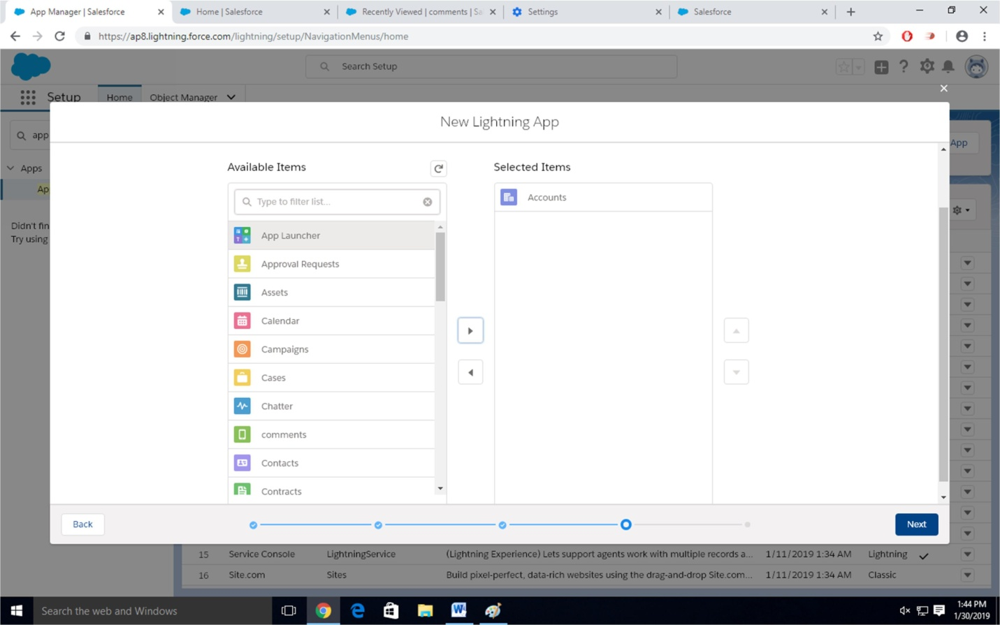 App Manager | Salesforce
Home | Salesforce
Recently Viewed | comments | Sa
Settings
Salesforce
https://ap8.lightning.force.com/lightning/setup/NavigationMenus/home
Search Setup
Setup
Home
Object Manager
New Lightning App
app
App
Apps
Ap
Didn't fin
Try using
Available Items
Selected Items
Type to filter list...
Accounts
App Launcher
Approval Requests
Assets
Calendar
Campaigns
Cases
Chatter
comments
Contacts
Contracts
Back
Next
15 Service Console LightningService (Lightning Experience) Lets support agents work with multiple records a... 1/11/2019 1:34 AM Lightning
16 Site.com Sites Build pixel-perfect, data-rich websites using the drag-and-drop Site.com... 1/11/2019 1:34 AM Classic
Search the web and Windows
1:44 PM
1/30/2019